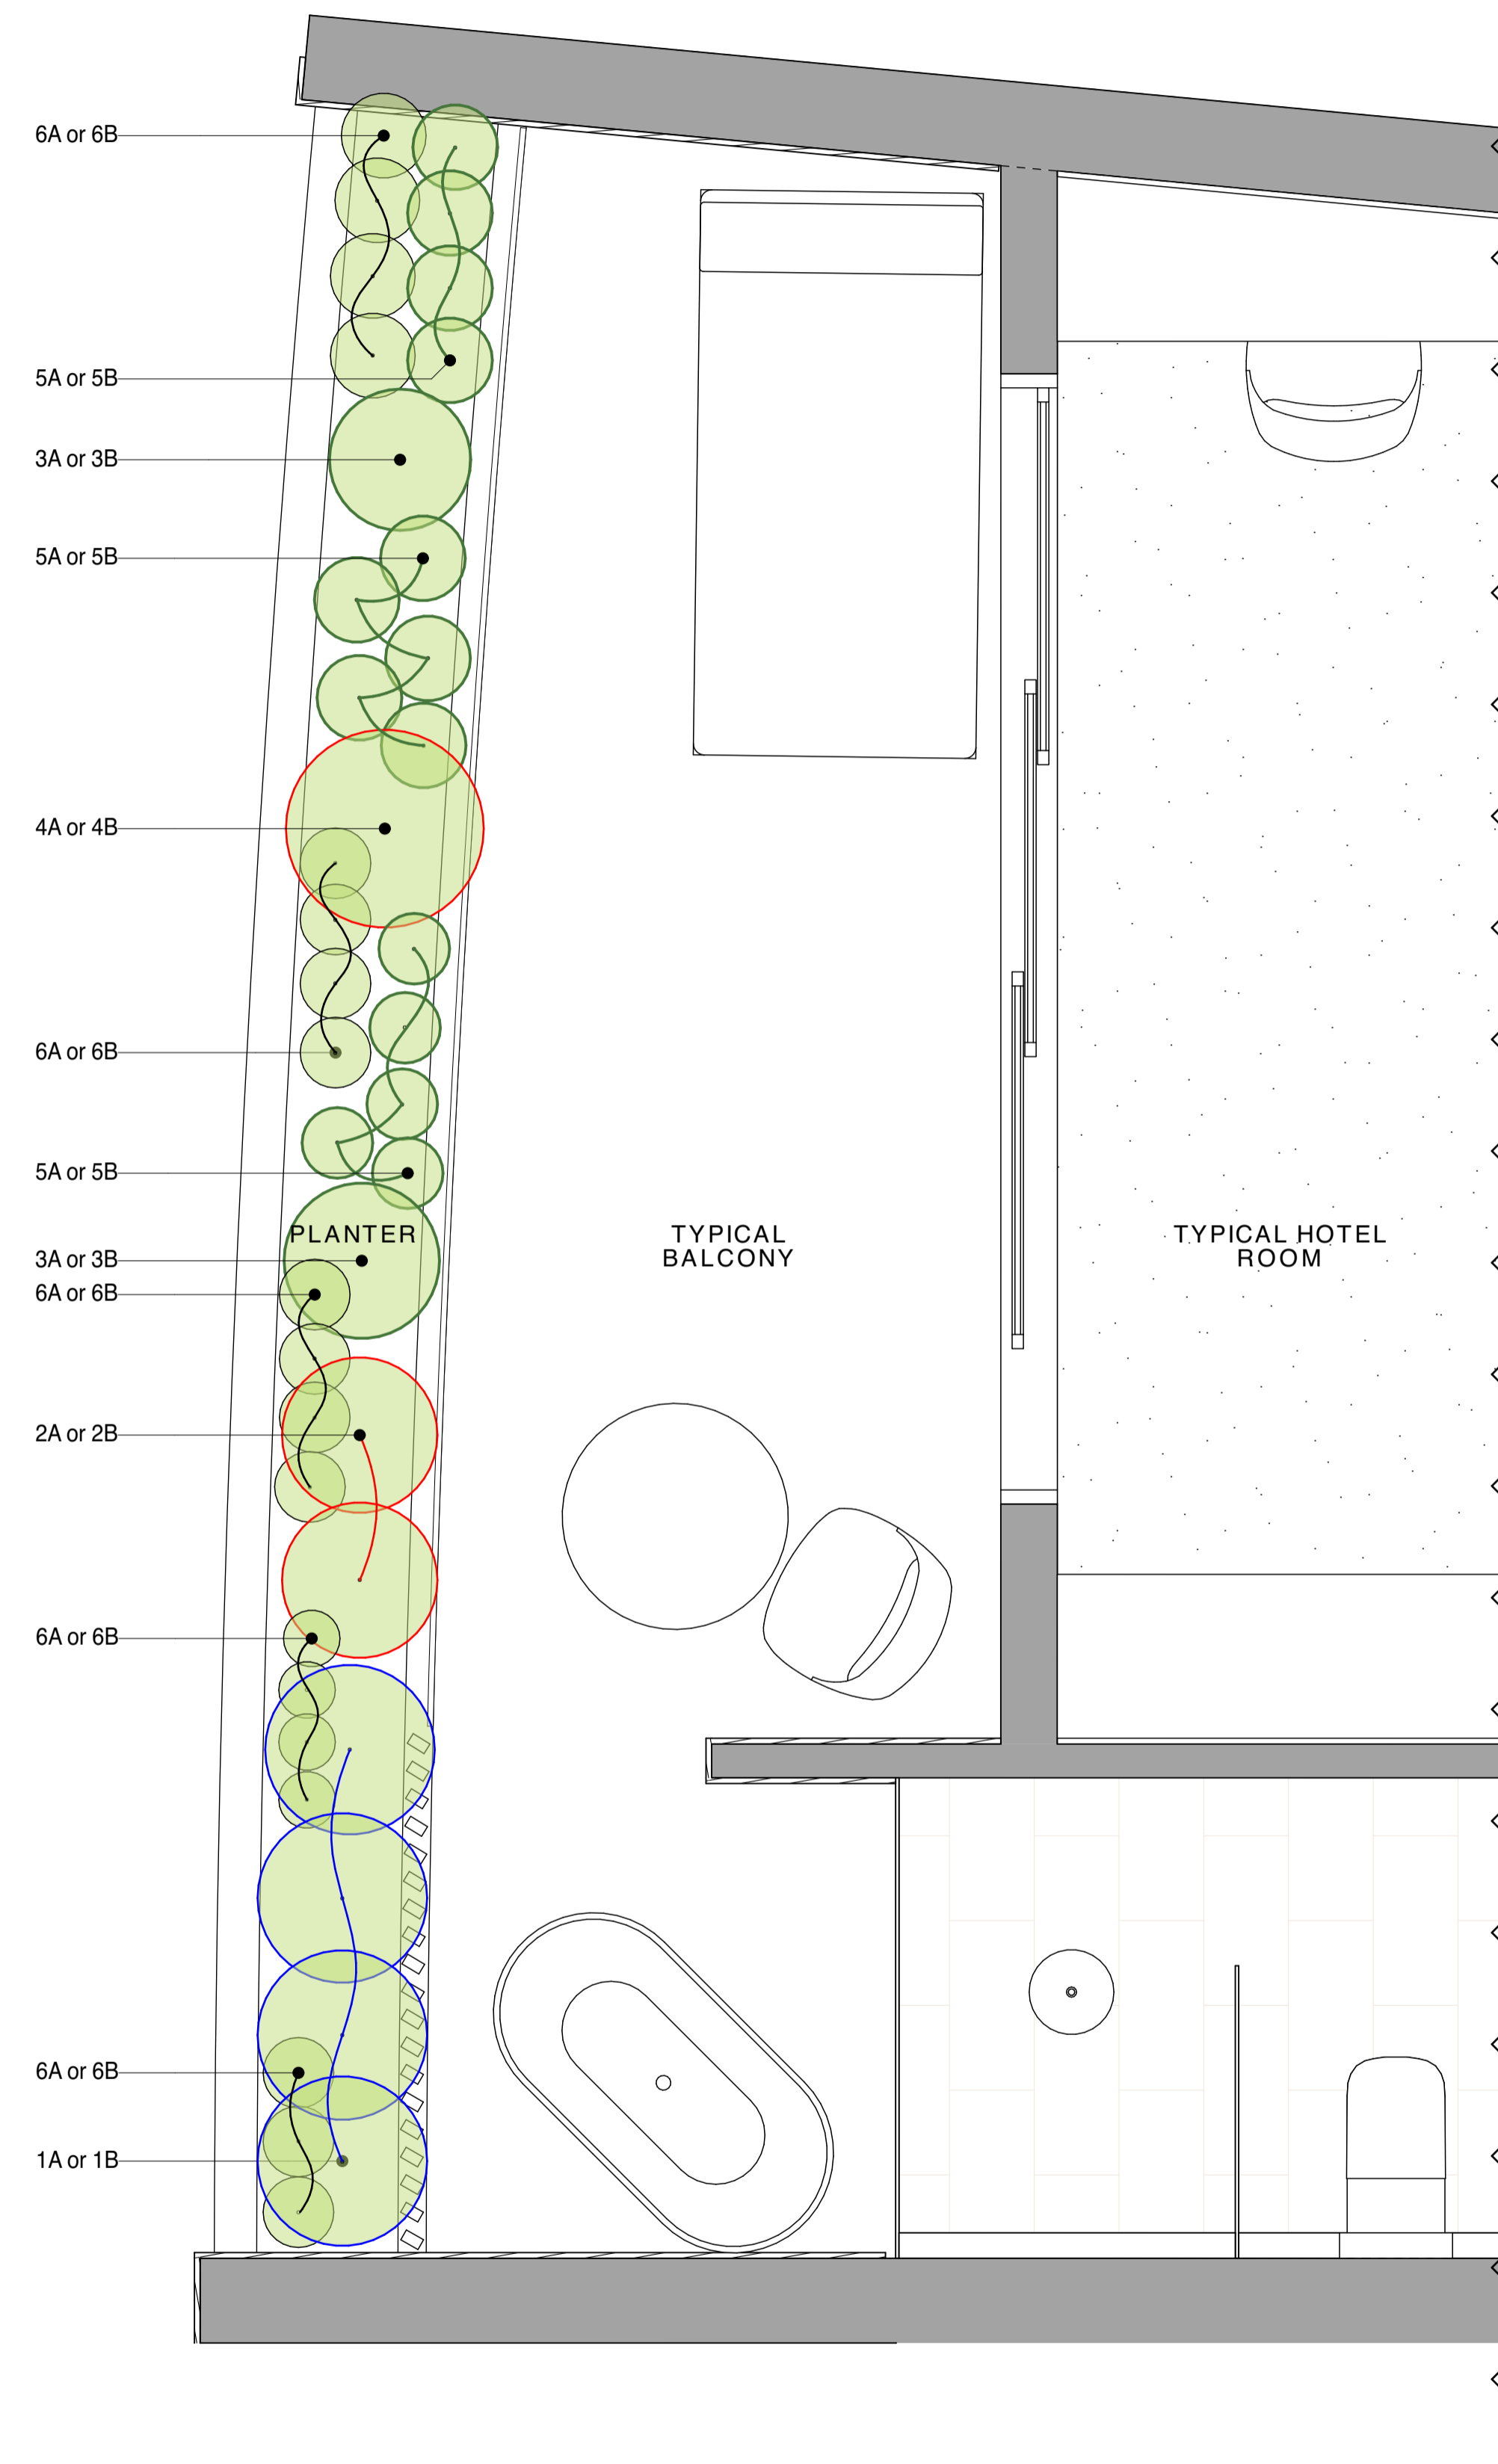 6A or 6B
5A or 5B
3A or 3B
5A or 5B
4A or 4B
6A or 6B
5A or 5B
PLANTER
TYPICAL
BALCONY
TYPICAL HOTEL
ROOM
3A or 3B
6A or 6B
2A or 2B
6A or 6B
6A or 6B
1A or 1B